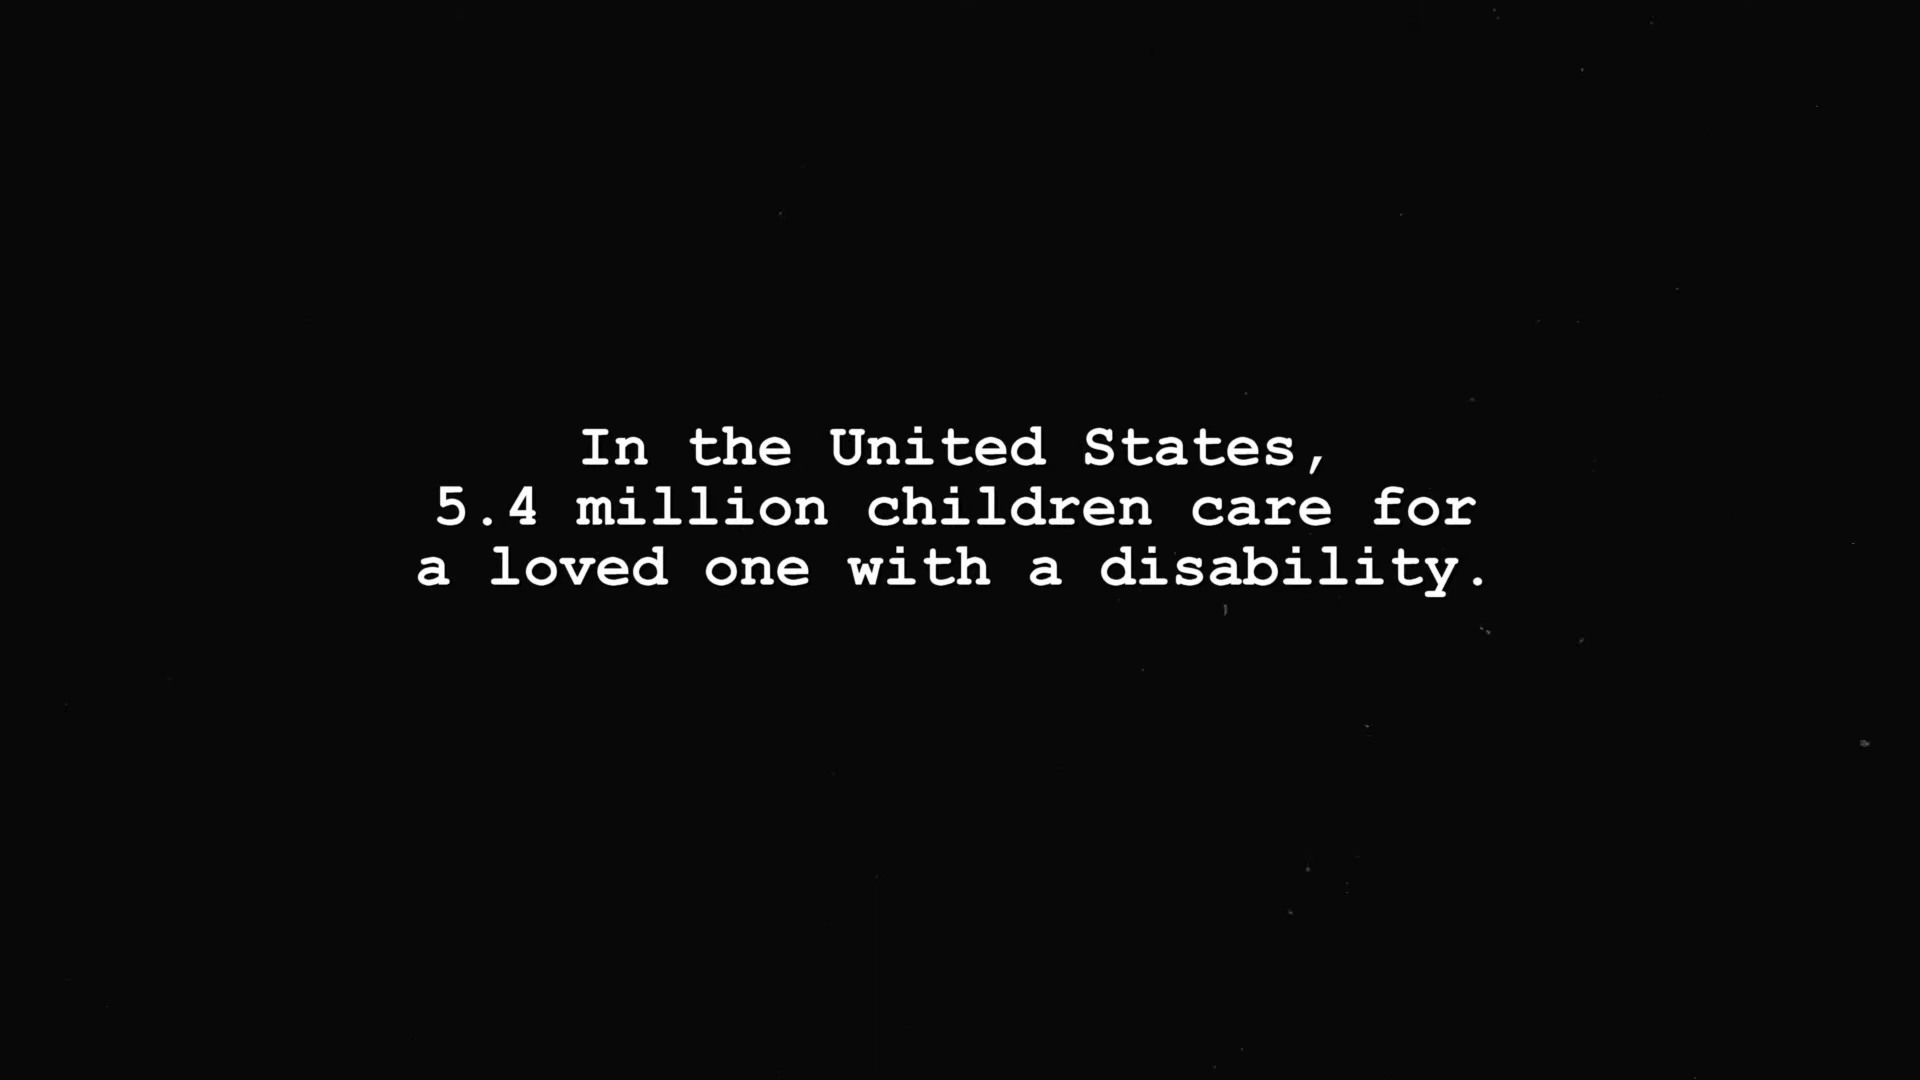 In the United States,
5.4 million children care for
a loved one with a disability.